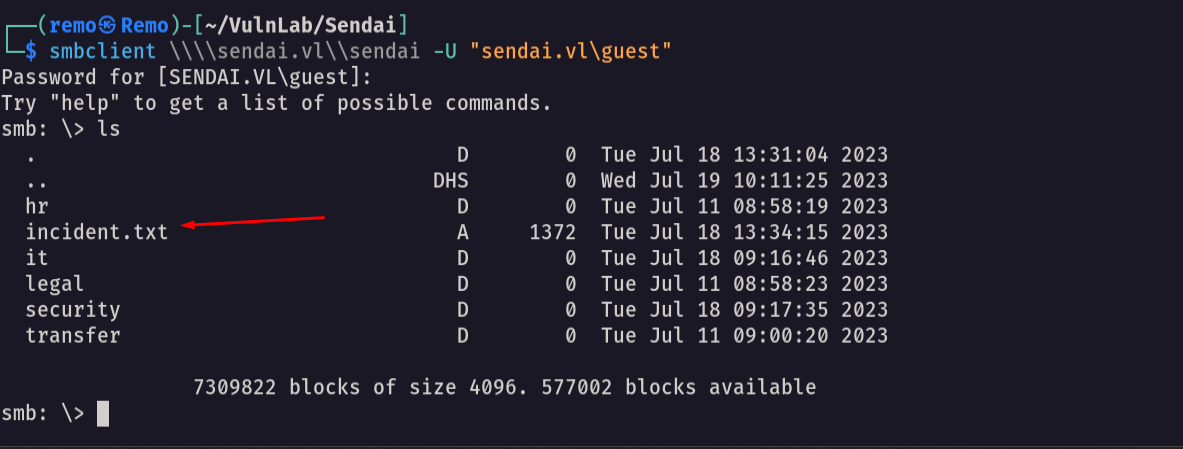 ┌──(remo㉿Remo)-[~/VulnLab/Sendai]
└─$ smbclient \\\\sendai.vl\\sendai -U "sendai.vl\guest"
Password for [SENDAI.VL\guest]:
Try "help" to get a list of possible commands.
smb: \> ls
  .                                   D        0  Tue Jul 18 13:31:04 2023
  ..                                DHS        0  Wed Jul 19 10:11:25 2023
  hr                                  D        0  Tue Jul 11 08:58:19 2023
  incident.txt                        A     1372  Tue Jul 18 13:34:15 2023
  it                                  D        0  Tue Jul 18 09:16:46 2023
  legal                               D        0  Tue Jul 11 08:58:23 2023
  security                            D        0  Tue Jul 18 09:17:35 2023
  transfer                            D        0  Tue Jul 11 09:00:20 2023
                7309822 blocks of size 4096. 577002 blocks available
smb: \>